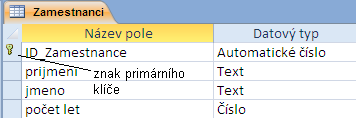 Zamestnanci
Název pole Datový typ
ID_Zamestnance Automatické číslo
prijmeni Text
znak primárního
klíče
jmeno Text
počet let Číslo